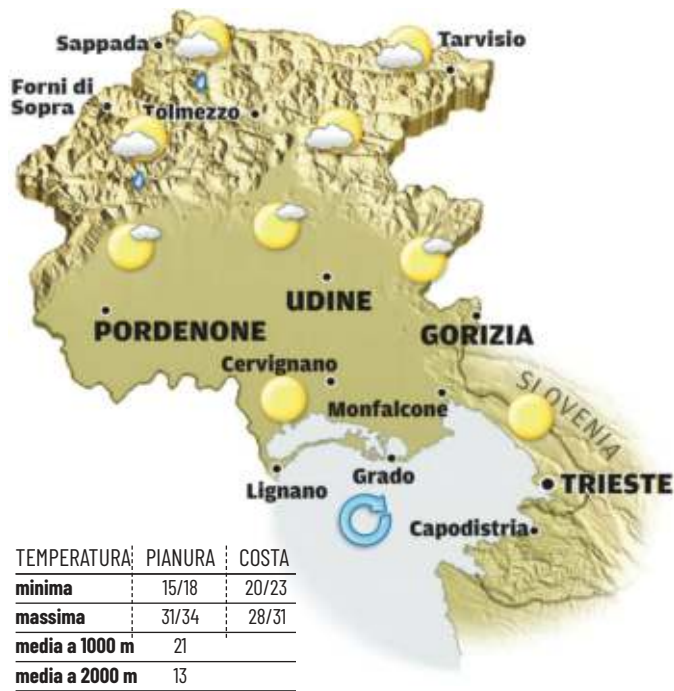 Sappada
Tarvisio
Forni di
Sopra
Tolmezzo
UDINE
PORDENONE
GORIZIA
Cervignano
SLOVENIA
Monfalcone
Lignano
Grado
TRIESTE
Capodistria
TEMPERATURA PIANURA COSTA
minima 15/18 20/23
massima 31/34 28/31
media a 1000 m 21
media a 2000 m 13